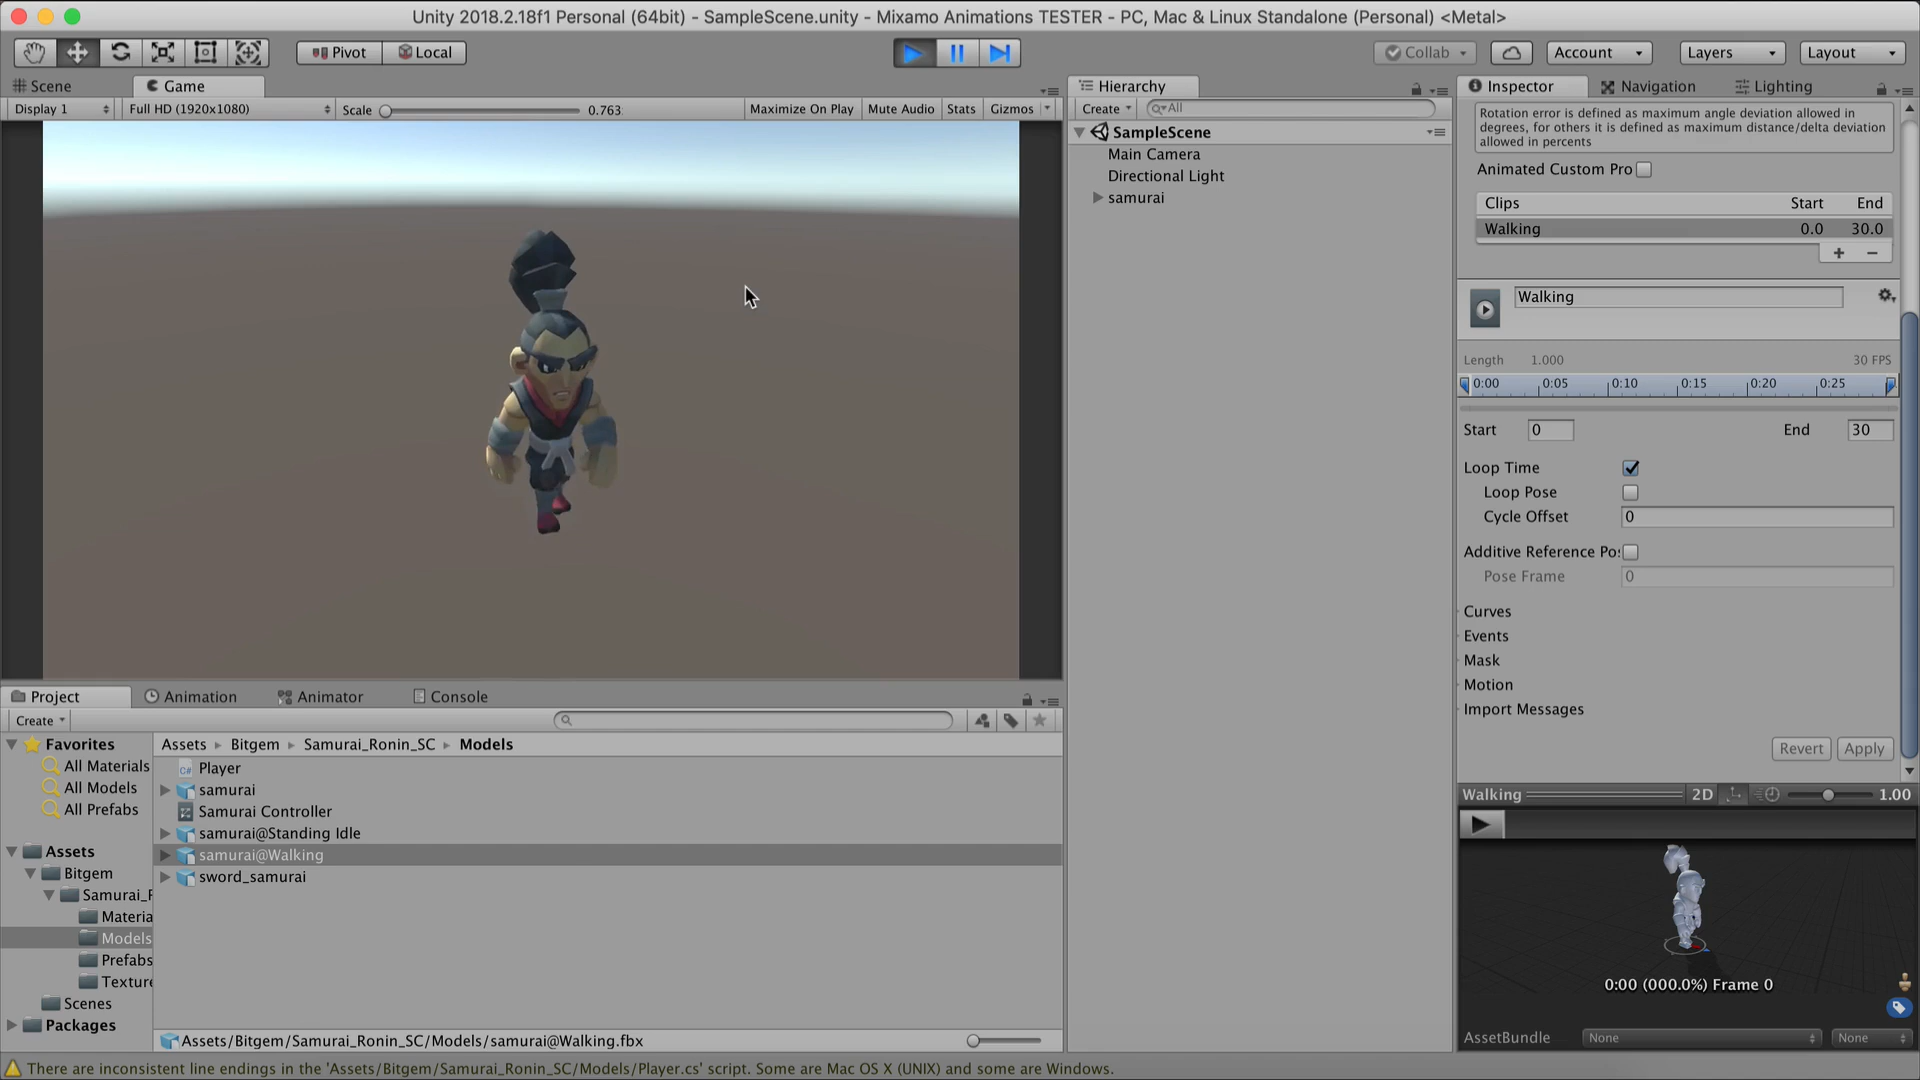 Unity 2018.2.18f1 Personal (64bit) - SampleScene.unity - Mixamo Animations TESTER - PC, Mac & Linux Standalone (Personal) <Metal>
Pivot Local Collab Account Layers Layout
Scene Game
Display 1 Full HD (1920x1080) Scale 0.763 Maximize On Play Mute Audio Stats Gizmos
Hierarchy
Create All
SampleScene
Main Camera
Directional Light
samurai
Inspector Navigation Lighting
Rotation error is defined as maximum angle deviation allowed in
degrees, for others it is defined as maximum distance/delta deviation
allowed in percents
Animated Custom Pro
Clips Start End
Walking 0.0 30.0
+ −
Walking
Length 1.000 30 FPS
0:00 0:05 0:10 0:15 0:20 0:25
Start 0 End 30
Loop Time
Loop Pose
Cycle Offset 0
Additive Reference Po
Pose Frame 0
Curves
Events
Mask
Motion
Import Messages
Revert Apply
Walking 2D 1.00
0:00 (000.0%) Frame 0
AssetBundle None None
Project Animation Animator Console
Create
Favorites
All Materials
All Models
All Prefabs
Assets
Bitgem
Samurai_
Materia
Models
Prefabs
Texture
Scenes
Packages
Assets Bitgem Samurai_Ronin_SC Models
C# Player
samurai
Samurai Controller
samurai@Standing Idle
samurai@Walking
sword_samurai
Assets/Bitgem/Samurai_Ronin_SC/Models/samurai@Walking.fbx
There are inconsistent line endings in the 'Assets/Bitgem/Samurai_Ronin_SC/Models/Player.cs' script. Some are Mac OS X (UNIX) and some are Windows.